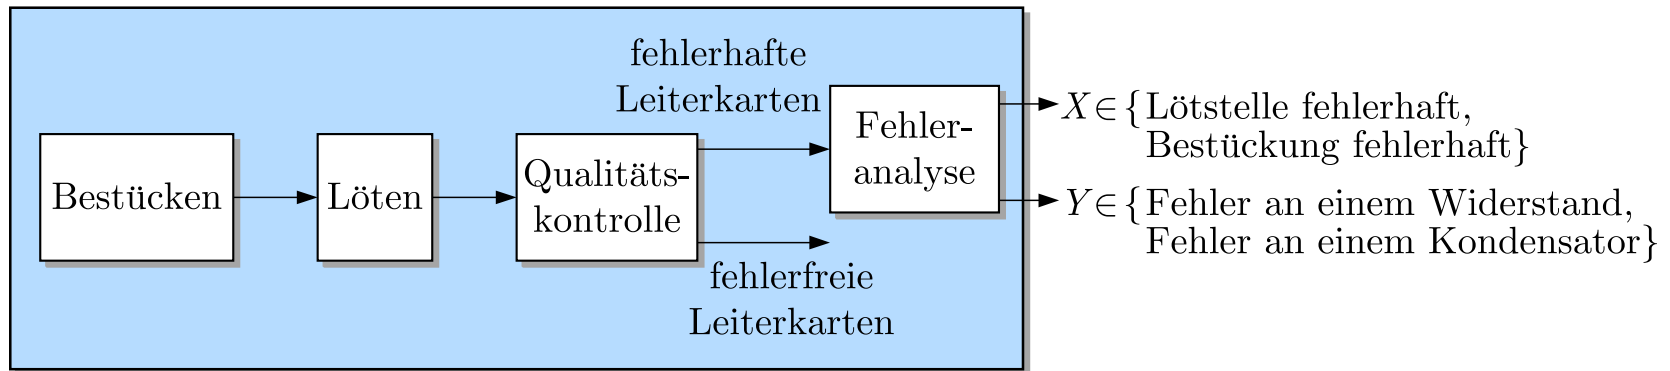 Bestücken
Löten
Qualitäts-
kontrolle
fehlerhafte
Leiterkarten
fehlerfreie
Leiterkarten
Fehler-
analyse
X∈{Lötstelle fehlerhaft,
Bestückung fehlerhaft}
Y∈{Fehler an einem Widerstand,
Fehler an einem Kondensator}